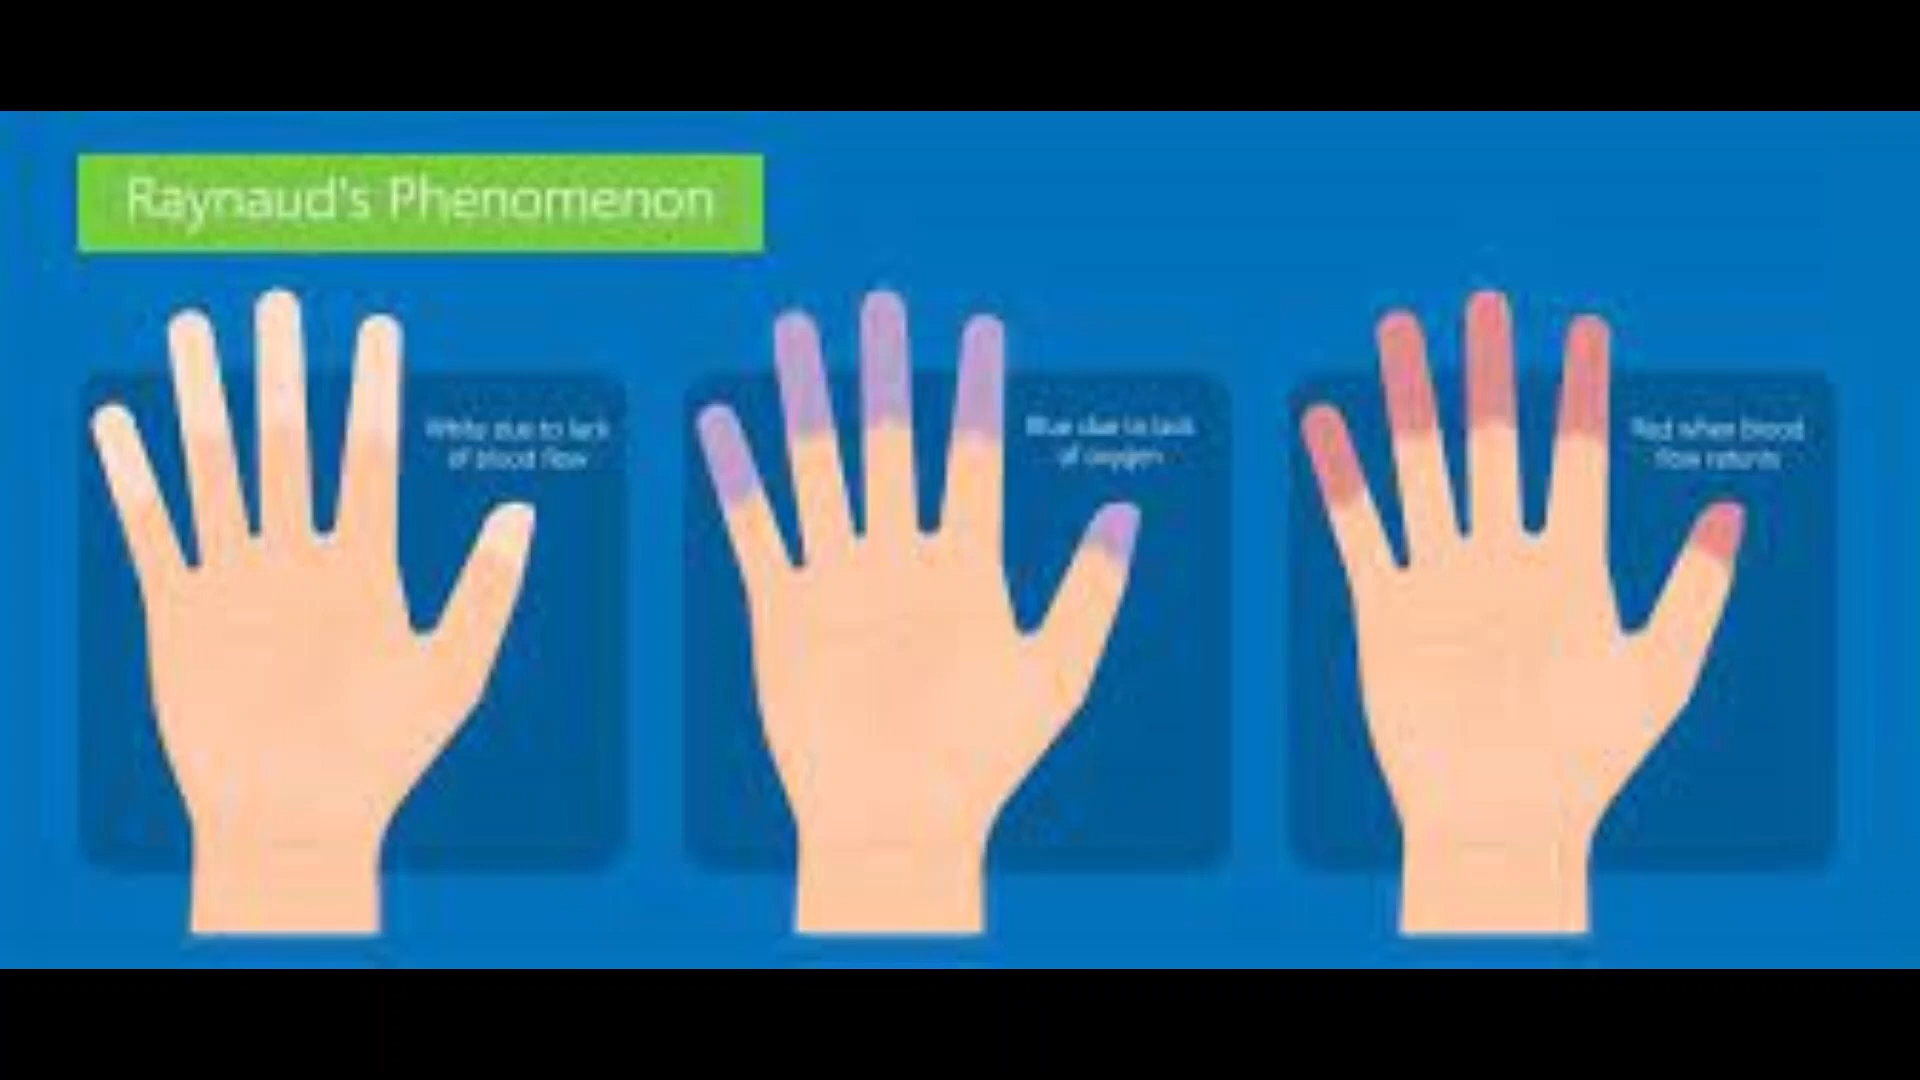 Raynaud's Phenomenon
White due to lack
of blood flow
Blue due to lack
of oxygen
Red when blood
flow returns